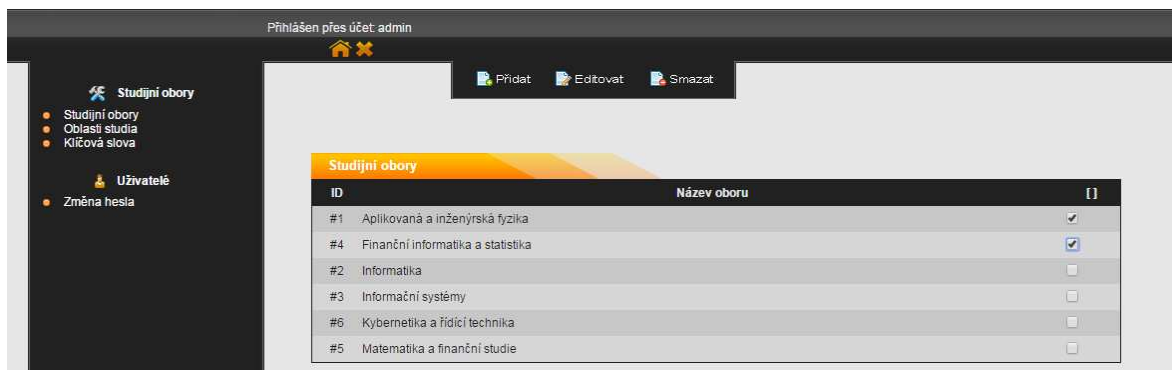 Přihlášen přes účet: admin
Přidat Editovat Smazat
Studijní obory
Studijní obory
Oblasti studia
Klíčová slova
Uživatelé
Změna hesla
Studijní obory
ID Název oboru [ ]
#1 Aplikovaná a inženýrská fyzika
#4 Finanční informatika a statistika
#2 Informatika
#3 Informační systémy
#6 Kybernetika a řídící technika
#5 Matematika a finanční studie